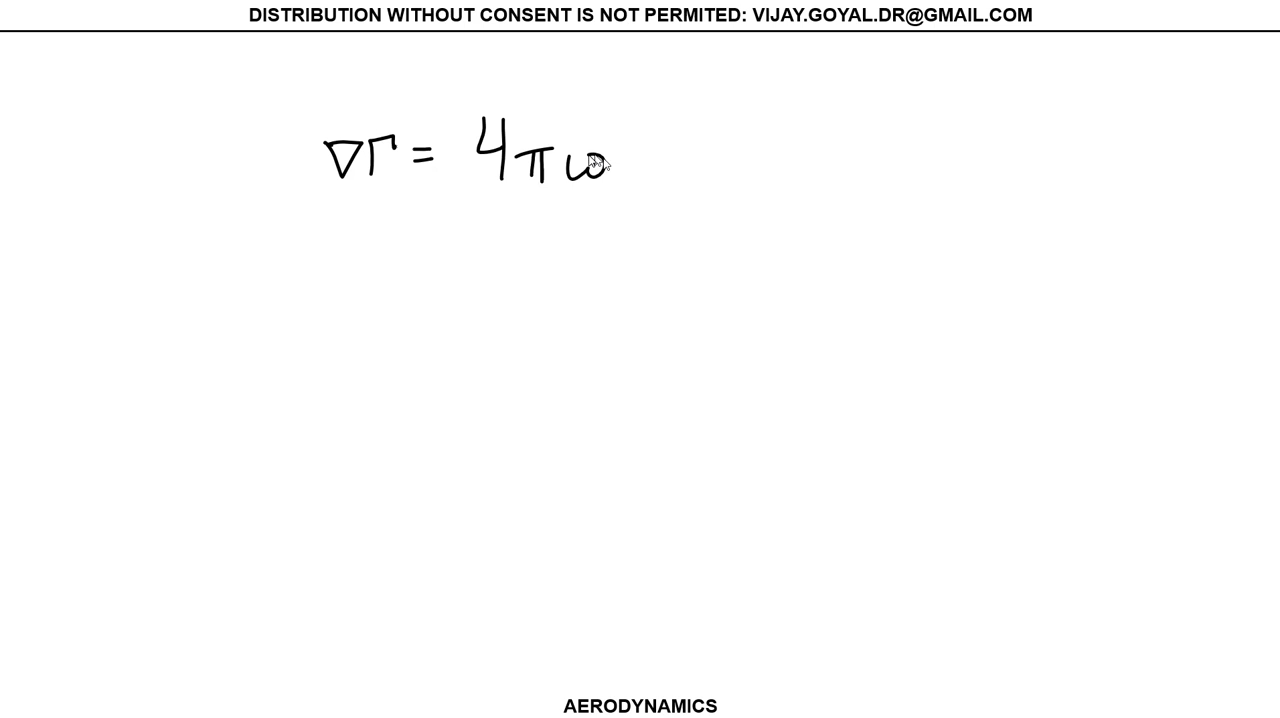 DISTRIBUTION WITHOUT CONSENT IS NOT PERMITED: VIJAY.GOYAL.DR@GMAIL.COM
∇Γ = 4πω
AERODYNAMICS